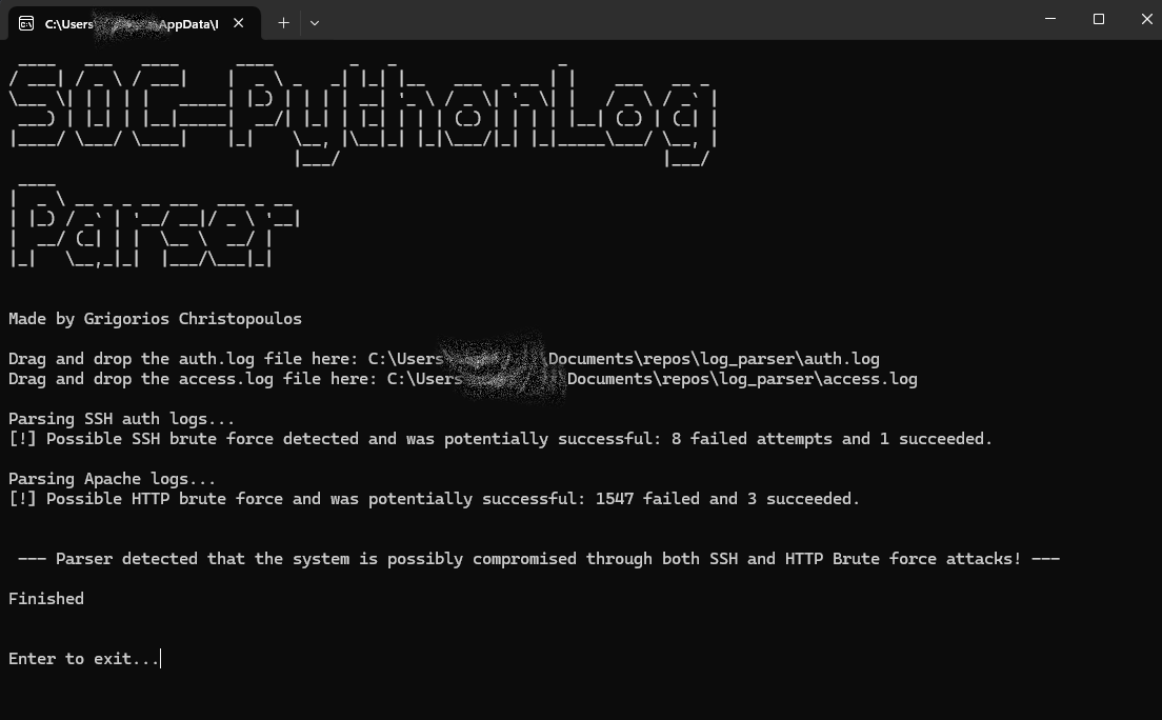 C:\Users AppData\l
SOC-PythonLog
Parser
Made by Grigorios Christopoulos
Drag and drop the auth.log file here: C:\Users \Documents\repos\log_parser\auth.log
Drag and drop the access.log file here: C:\Users Documents\repos\log_parser\access.log
Parsing SSH auth logs...
[!] Possible SSH brute force detected and was potentially successful: 8 failed attempts and 1 succeeded.
Parsing Apache logs...
[!] Possible HTTP brute force and was potentially successful: 1547 failed and 3 succeeded.
--- Parser detected that the system is possibly compromised through both SSH and HTTP Brute force attacks! ---
Finished
Enter to exit...